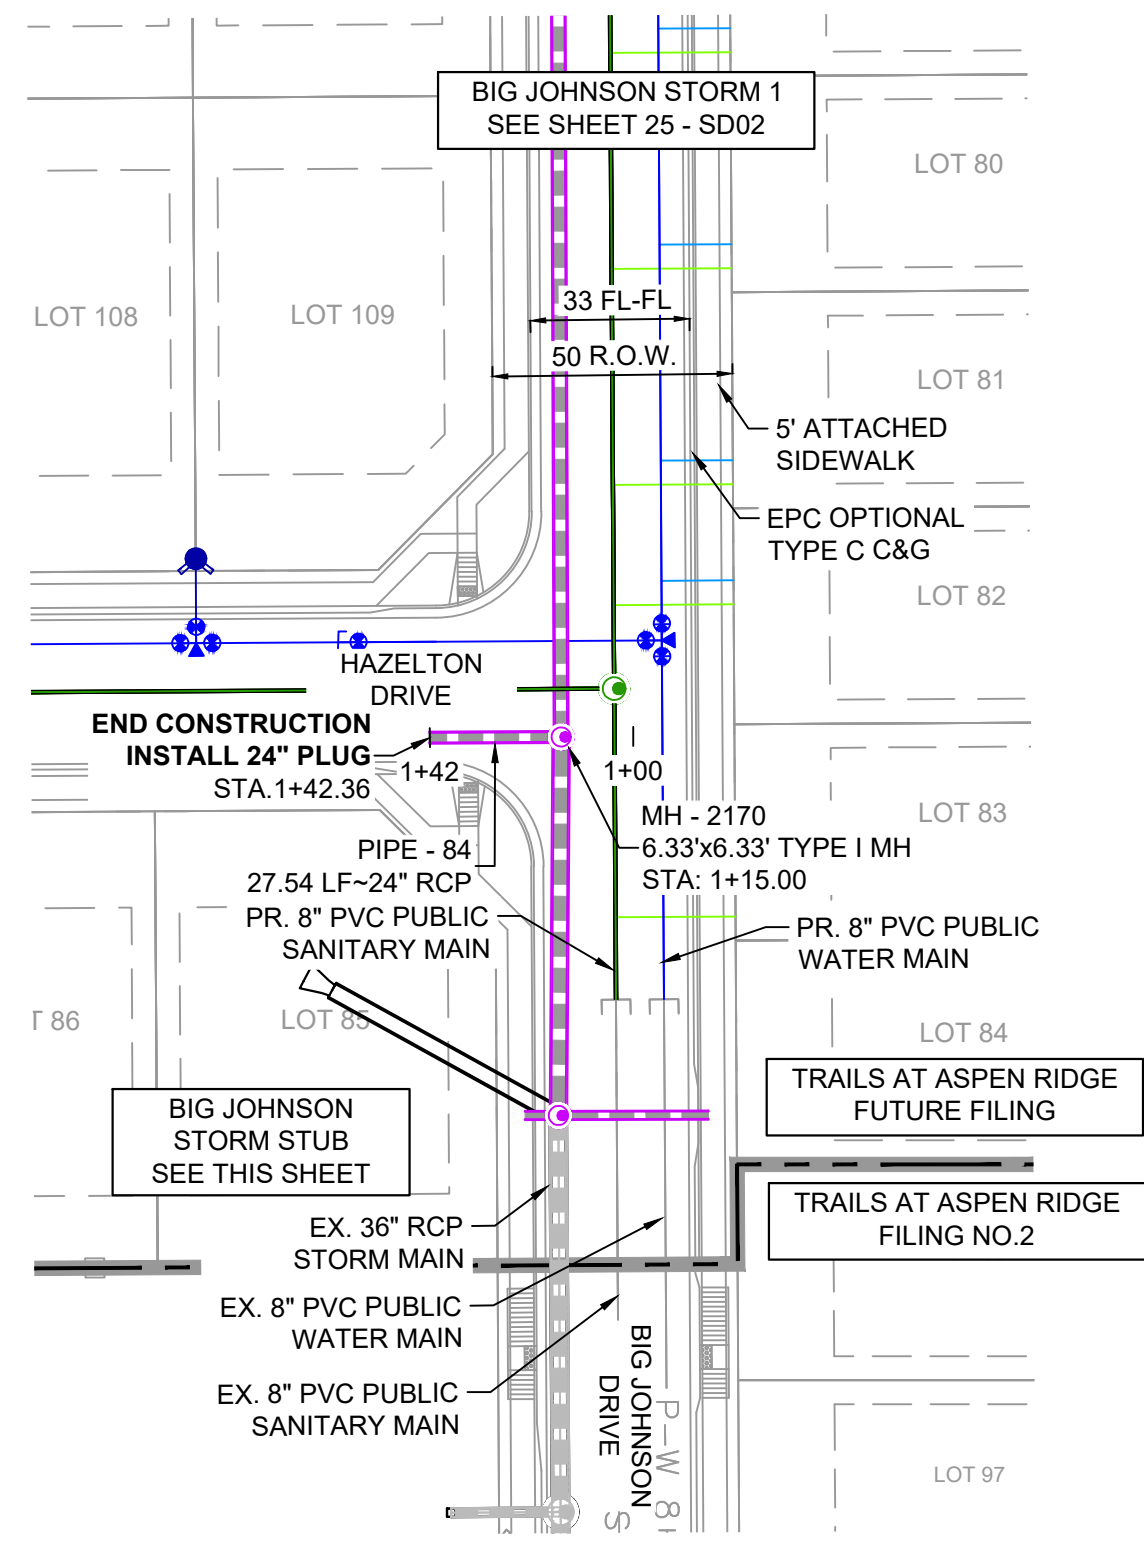 BIG JOHNSON STORM 1
SEE SHEET 25 - SD02
LOT 80
33 FL-FL
LOT 108
LOT 109
50 R.O.W.
LOT 81
5' ATTACHED
SIDEWALK
EPC OPTIONAL
TYPE C C&G
LOT 82
HAZELTON
DRIVE
END CONSTRUCTION
INSTALL 24" PLUG
STA.1+42.36
1+42
1+00
MH - 2170
6.33'x6.33' TYPE I MH
STA: 1+15.00
LOT 83
PIPE - 84
27.54 LF~24" RCP
PR. 8" PVC PUBLIC
SANITARY MAIN
PR. 8" PVC PUBLIC
WATER MAIN
86
LOT 85
LOT 84
TRAILS AT ASPEN RIDGE
FUTURE FILING
BIG JOHNSON
STORM STUB
SEE THIS SHEET
TRAILS AT ASPEN RIDGE
FILING NO.2
EX. 36" RCP
STORM MAIN
EX. 8" PVC PUBLIC
WATER MAIN
EX. 8" PVC PUBLIC
SANITARY MAIN
BIG JOHNSON
DRIVE
P-W 8
S
LOT 97